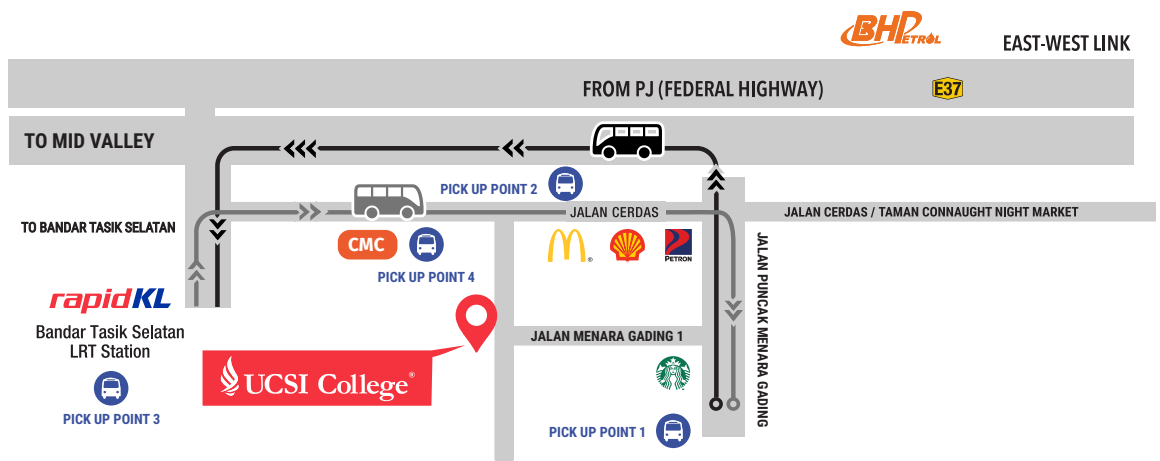 BHPETROL
EAST-WEST LINK
FROM PJ (FEDERAL HIGHWAY)
E37
TO MID VALLEY
PICK UP POINT 2
JALAN CERDAS
JALAN CERDAS / TAMAN CONNAUGHT NIGHT MARKET
TO BANDAR TASIK SELATAN
CMC
PETRON
PICK UP POINT 4
JALAN PUNCAK MENARA GADING
rapidKL
Bandar Tasik Selatan
LRT Station
JALAN MENARA GADING 1
UCSI College®
PICK UP POINT 3
PICK UP POINT 1